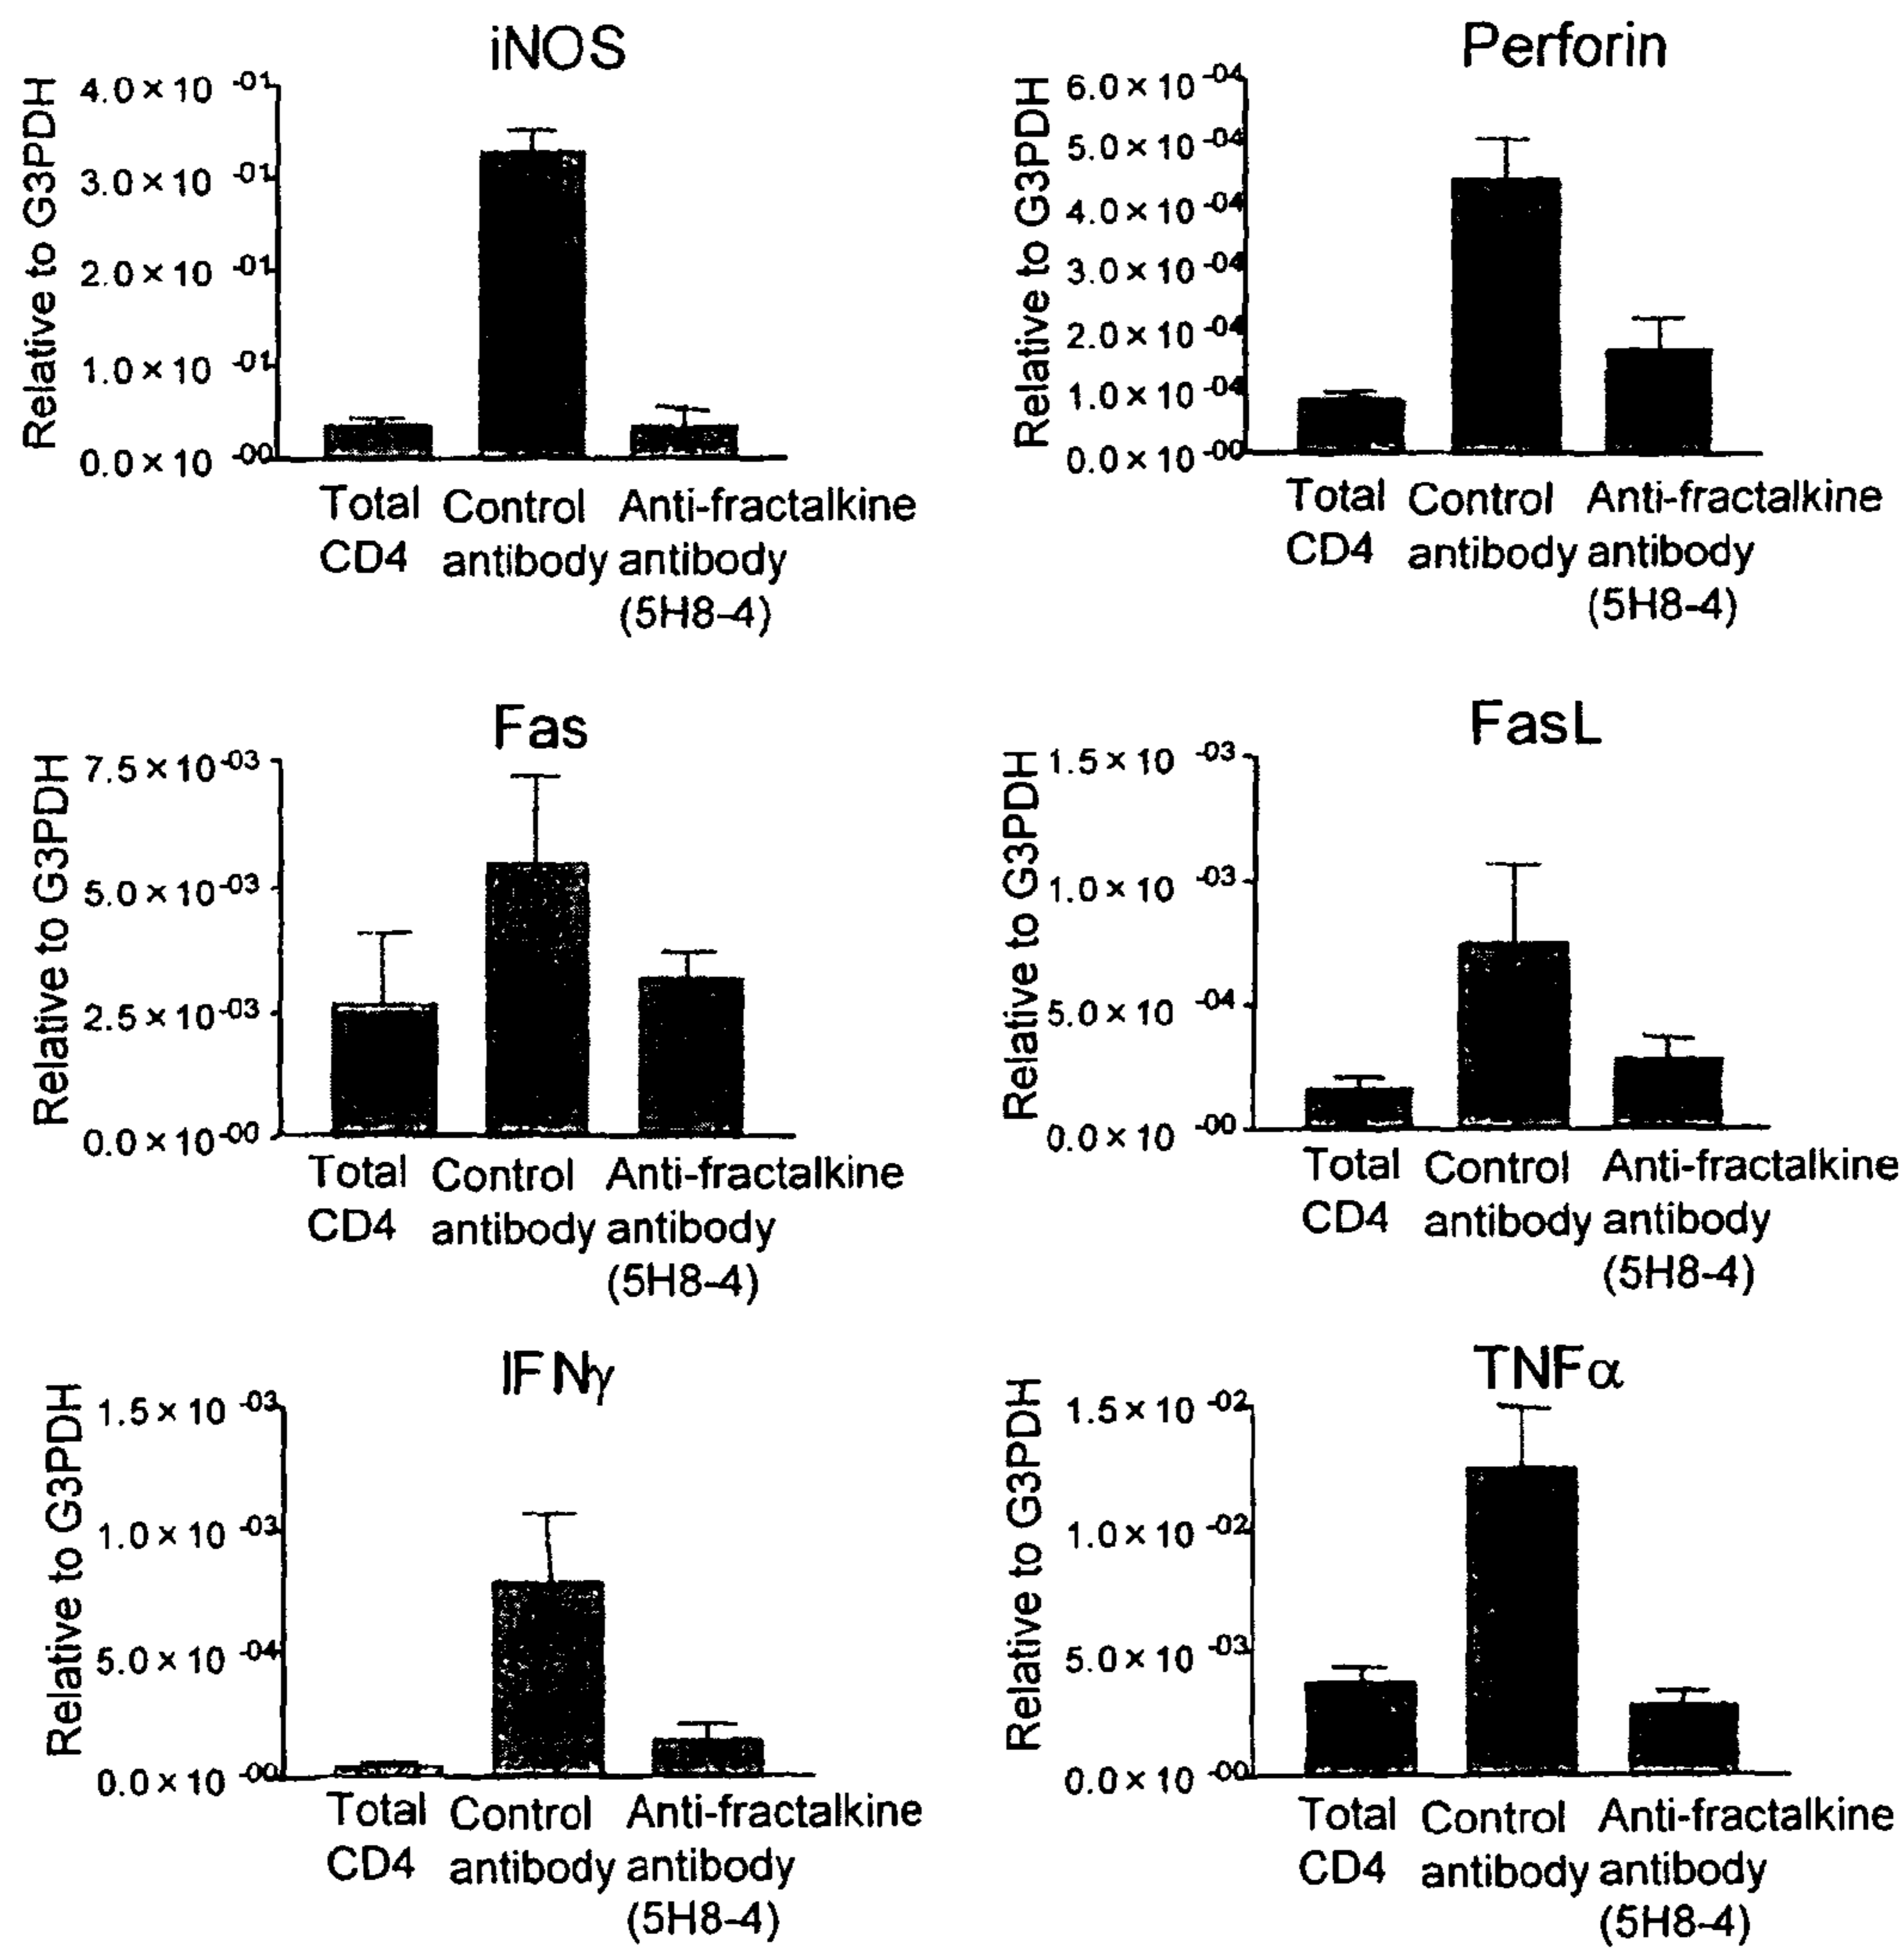 iNOS
Relative to G3PDH
4.0×10 -01
3.0×10 -01
2.0×10 -01
1.0×10 -01
0.0×10 -00
Total Control Anti-fractalkine
CD4 antibody antibody
(5H8-4)
Perforin
Relative to G3PDH
6.0×10 -04
5.0×10 -04
4.0×10 -04
3.0×10 -04
2.0×10 -04
1.0×10 -04
0.0×10 -00
Total Control Anti-fractalkine
CD4 antibody antibody
(5H8-4)
Fas
Relative to G3PDH
7.5×10-03
5.0×10-03
2.5×10-03
0.0×10-00
Total Control Anti-fractalkine
CD4 antibody antibody
(5H8-4)
FasL
Relative to G3PDH
1.5×10 -03
1.0×10 -03
5.0×10 -04
0.0×10 -00
Total Control Anti-fractalkine
CD4 antibody antibody
(5H8-4)
IFNγ
Relative to G3PDH
1.5×10 -03
1.0×10 -03
5.0×10 -04
0.0×10 -00
Total Control Anti-fractalkine
CD4 antibody antibody
(5H8-4)
TNFα
Relative to G3PDH
1.5×10 -02
1.0×10 -02
5.0×10 -03
0.0×10 -00
Total Control Anti-fractalkine
CD4 antibody antibody
(5H8-4)